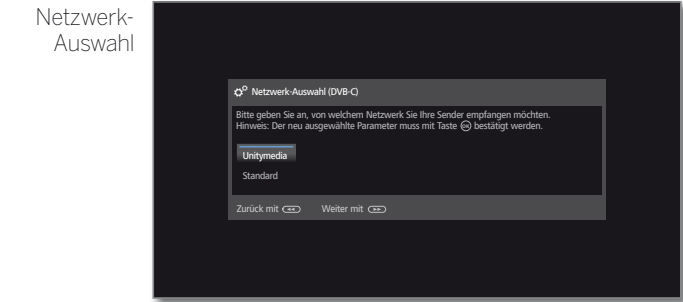 Netzwerk-
Auswahl
Netzwerk-Auswahl (DVB-C)
Bitte geben Sie an, von welchem Netzwerk Sie Ihre Sender empfangen möchten.
Hinweis: Der neu ausgewählte Parameter muss mit Taste OK bestätigt werden.
Unitymedia
Standard
Zurück mit Weiter mit